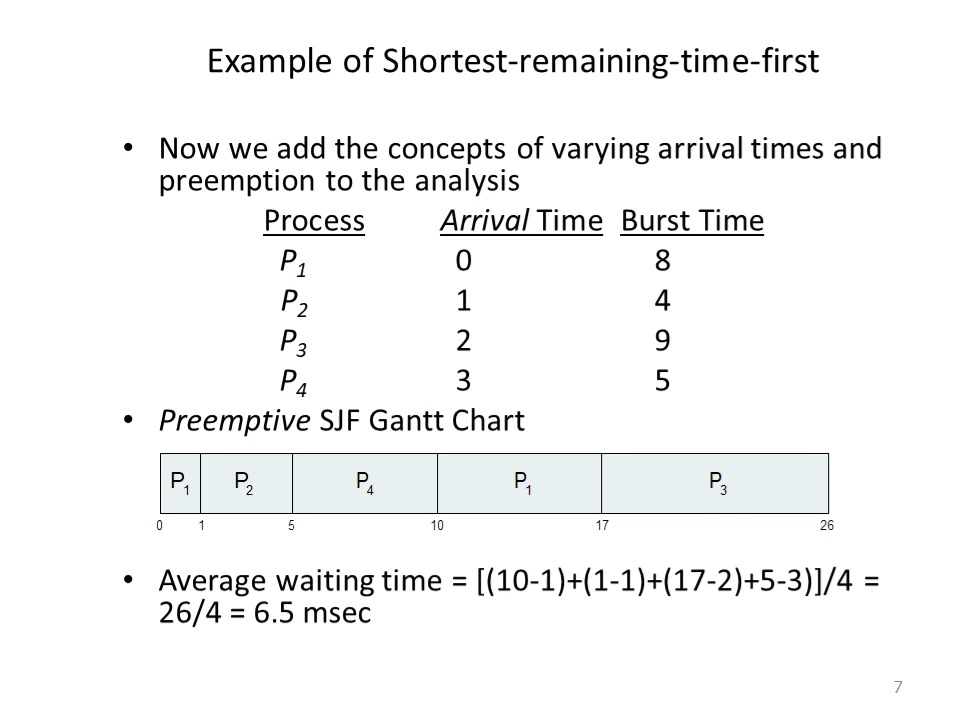 Example of Shortest-remaining-time-first
• Now we add the concepts of varying arrival times and
preemption to the analysis
Process Arrival Time Burst Time
P1 0 8
P2 1 4
P3 2 9
P4 3 5
• Preemptive SJF Gantt Chart
P1 P2 P4 P1 P3
0 1 5 10 17 26
• Average waiting time = [(10-1)+(1-1)+(17-2)+5-3)]/4 =
26/4 = 6.5 msec
7